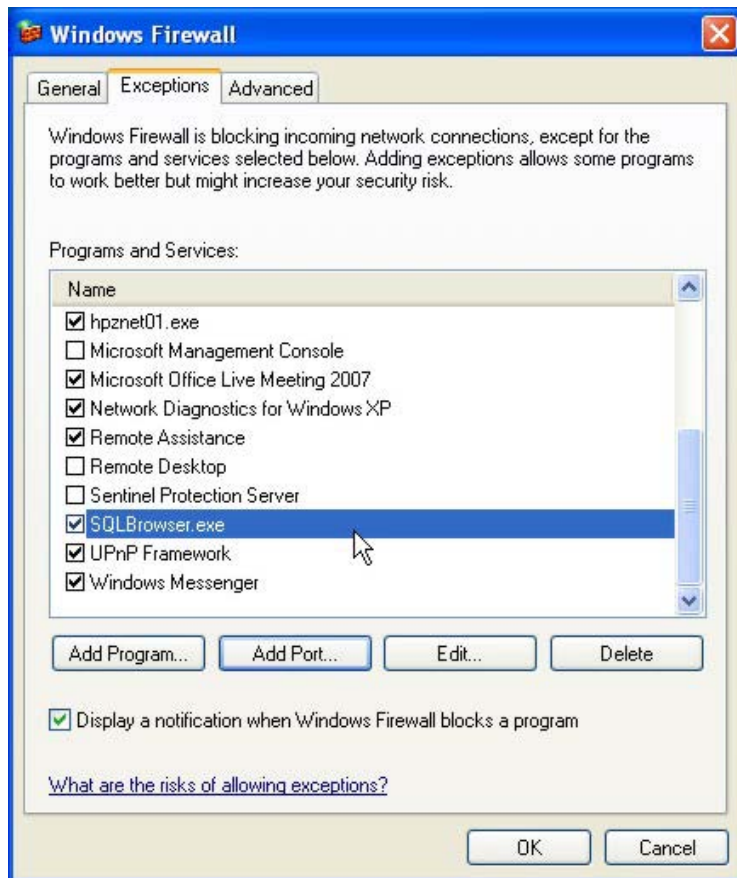 Windows Firewall
General Exceptions Advanced
Windows Firewall is blocking incoming network connections, except for the
programs and services selected below. Adding exceptions allows some programs
to work better but might increase your security risk.
Programs and Services:
Name
hpznet01.exe
Microsoft Management Console
Microsoft Office Live Meeting 2007
Network Diagnostics for Windows XP
Remote Assistance
Remote Desktop
Sentinel Protection Server
SQLBrowser.exe
UPnP Framework
Windows Messenger
Add Program... Add Port... Edit... Delete
Display a notification when Windows Firewall blocks a program
What are the risks of allowing exceptions?
OK Cancel